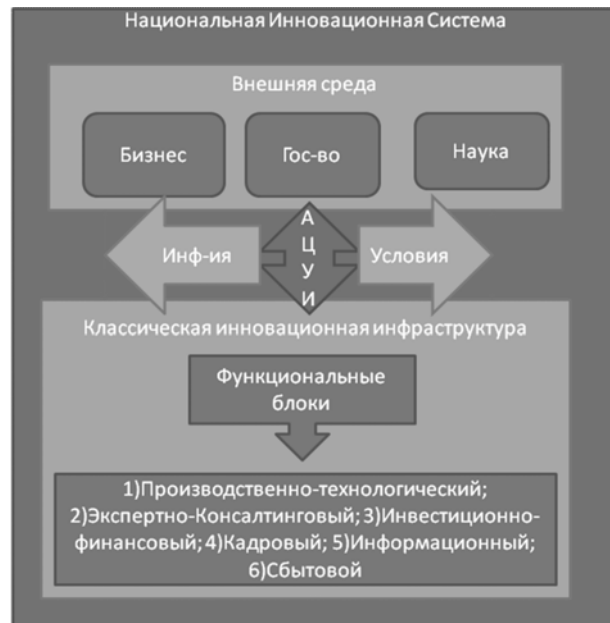 Национальная Инновационная Система
Внешняя среда
Бизнес
Гос-во
Наука
Инф-ия
АЦУИ
Условия
Классическая инновационная инфраструктура
Функциональные
блоки
1)Производственно-технологический;
2)Экспертно-Консалтинговый; 3)Инвестиционно-
финансовый; 4)Кадровый; 5)Информационный;
6)Сбытовой